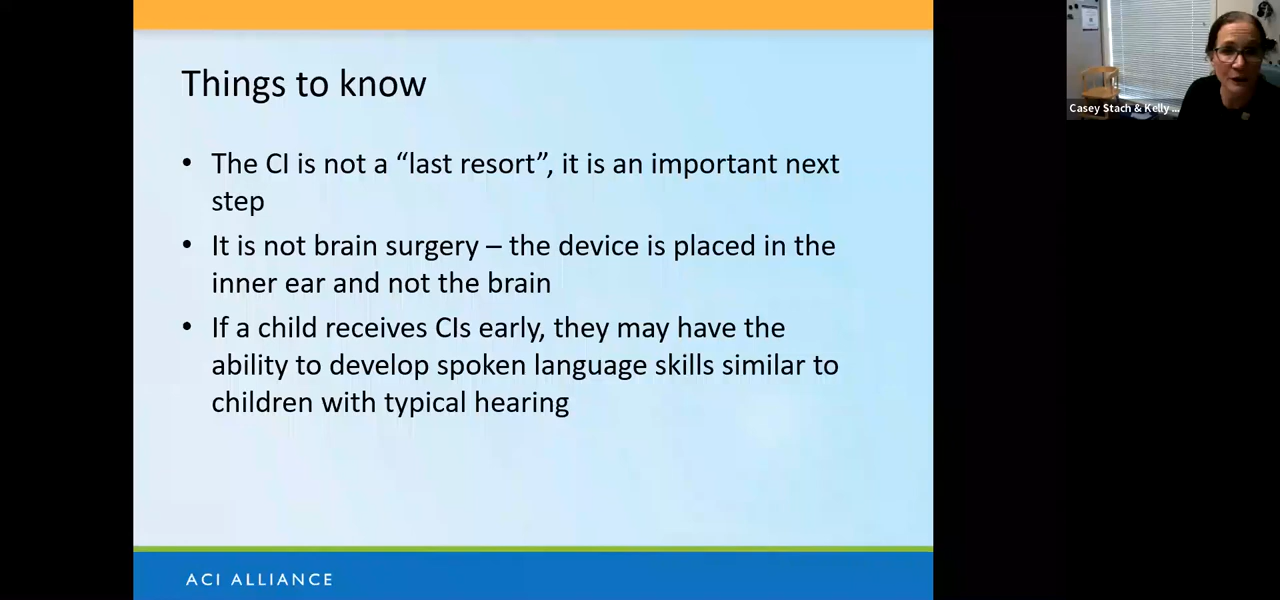 Things to know
• The CI is not a “last resort”, it is an important next
step
• It is not brain surgery – the device is placed in the
inner ear and not the brain
• If a child receives CIs early, they may have the
ability to develop spoken language skills similar to
children with typical hearing
ACI ALLIANCE
Casey Stach & Kelly ...